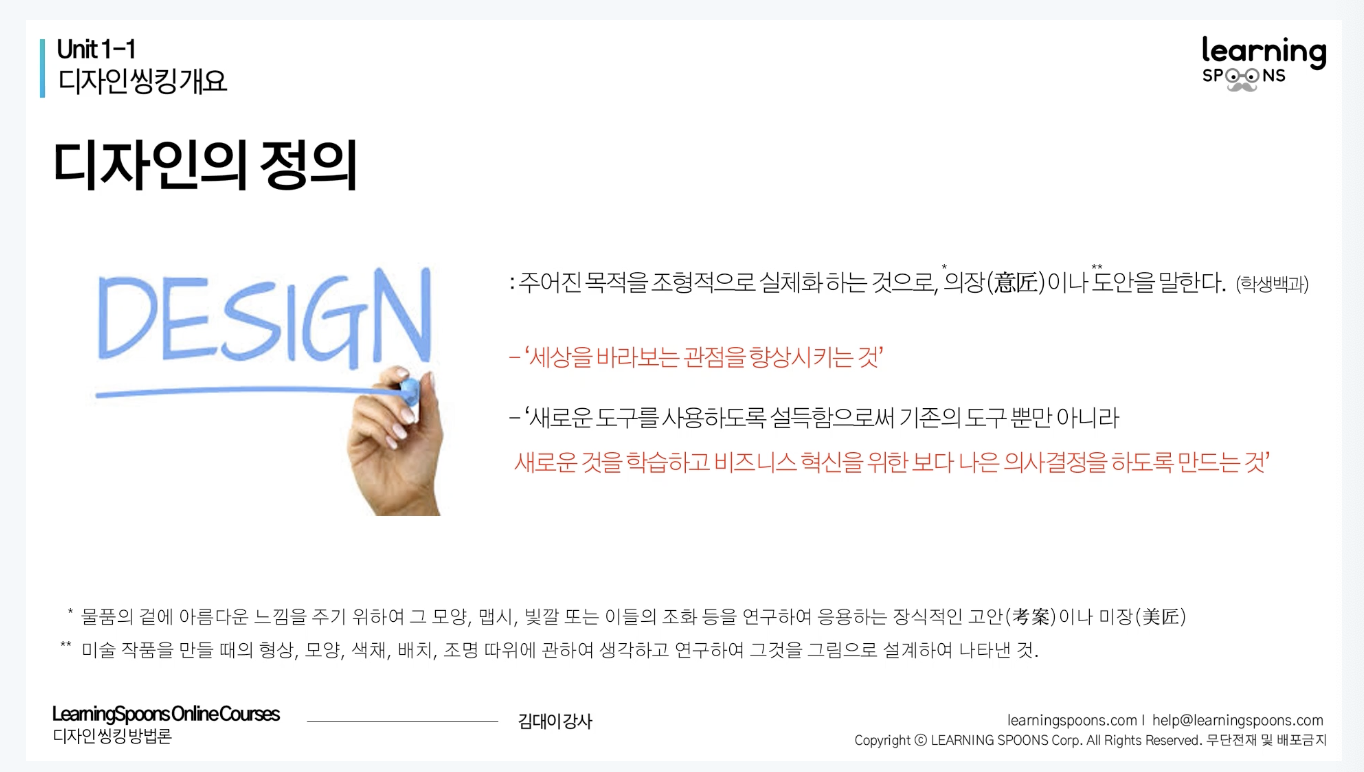 Unit 1-1
디자인씽킹개요
learning
SPOONS
디자인의 정의
DESIGN
: 주어진 목적을 조형적으로 실체화 하는 것으로, *의장(意匠)이나 **도안을 말한다. (학생백과)
- ‘세상을 바라보는 관점을 향상시키는 것’
- ‘새로운 도구를 사용하도록 설득함으로써 기존의 도구 뿐만 아니라
새로운 것을 학습하고 비즈니스 혁신을 위한 보다 나은 의사결정을 하도록 만드는 것’
* 물품의 겉에 아름다운 느낌을 주기 위하여 그 모양, 맵시, 빛깔 또는 이들의 조화 등을 연구하여 응용하는 장식적인 고안(考案)이나 미장(美匠)
** 미술 작품을 만들 때의 형상, 모양, 색채, 배치, 조명 따위에 관하여 생각하고 연구하여 그것을 그림으로 설계하여 나타낸 것.
LearningSpoons Online Courses
디자인씽킹방법론
김대이강사
learningspoons.com | help@learningspoons.com
Copyright ⓒ LEARNING SPOONS Corp. All Rights Reserved. 무단전재 및 배포금지